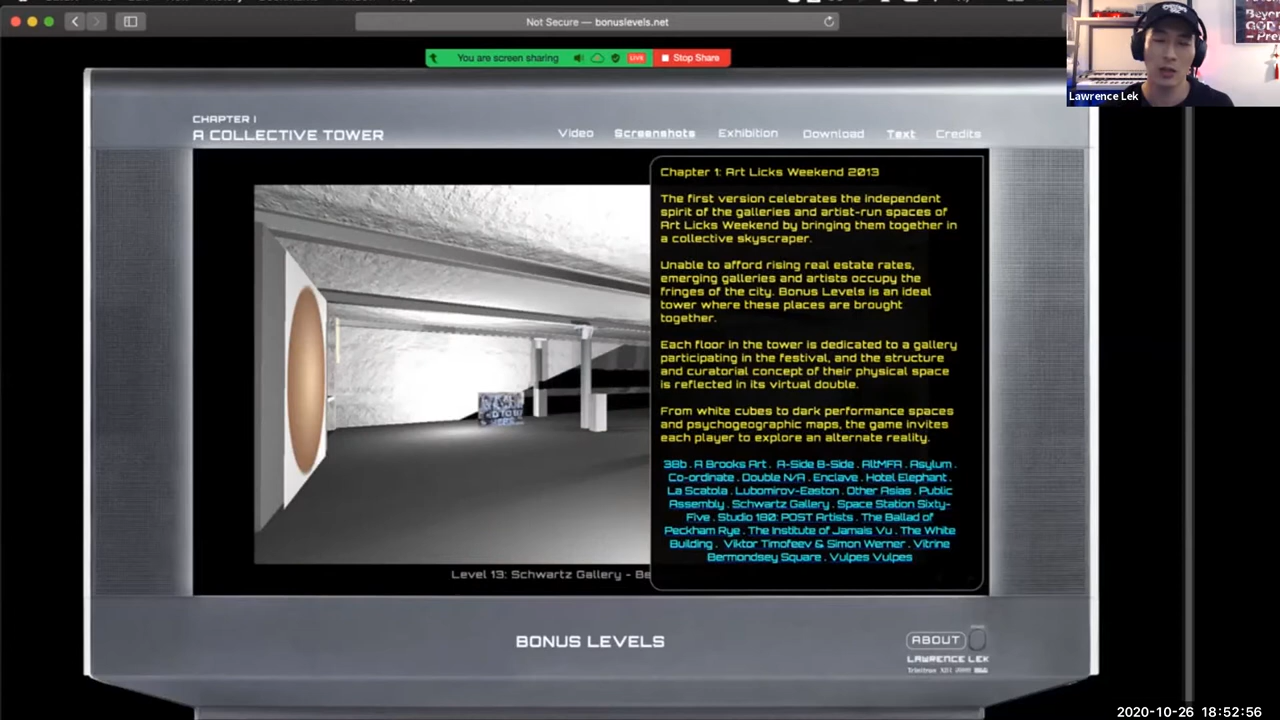 Not Secure — bonuslevels.net
You are screen sharing
LIVE
Stop Share
Lawrence Lek
CHAPTER I
A COLLECTIVE TOWER
Video
Screenshots
Exhibition
Download
Text
Credits
Chapter 1: Art Licks Weekend 2013
The first version celebrates the independent
spirit of the galleries and artist-run spaces of
Art Licks Weekend by bringing them together in
a collective skyscraper.
Unable to afford rising real estate rates,
emerging galleries and artists occupy the
fringes of the city. Bonus Levels is an ideal
tower where these places are brought
together.
Each floor in the tower is dedicated to a gallery
participating in the festival, and the structure
and curatorial concept of their physical space
is reflected in its virtual double.
From white cubes to dark performance spaces
and psychogeographic maps, the game invites
each player to explore an alternate reality.
38b . A Brooks Art . A-Side B-Side . AltMFA . Asylum .
Co-ordinate . Double N/A . Enclave . Hotel Elephant .
La Scatola . Lubomirov-Easton . Other Asias . Public
Assembly . Schwartz Gallery . Space Station Sixty-
Five . Studio 180: POST Artists . The Ballad of
Peckham Rye . The Institute of Jamais Vu . The White
Building . Viktor Timofeev & Simon Werner . Vitrine
Bermondsey Square . Vulpes Vulpes
Level 13: Schwartz Gallery - Be
BONUS LEVELS
ABOUT
LAWRENCE LEK
2020-10-26 18:52:56